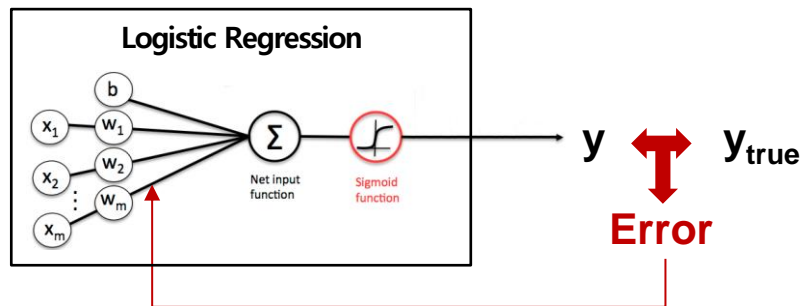 Logistic Regression
b
x1 w1
Σ
y
ytrue
x2 w2
Net input
function
Sigmoid
function
⋮
xm wm
Error